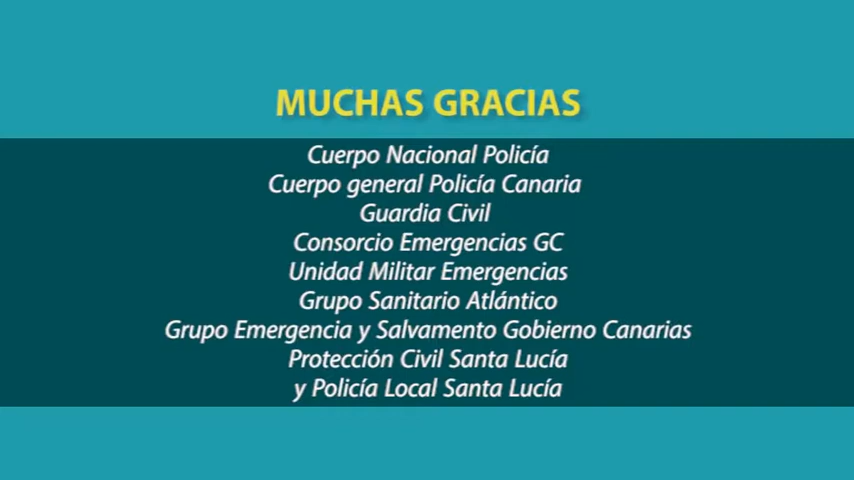 MUCHAS GRACIAS
Cuerpo Nacional Policía
Cuerpo general Policía Canaria
Guardia Civil
Consorcio Emergencias GC
Unidad Militar Emergencias
Grupo Sanitario Atlántico
Grupo Emergencia y Salvamento Gobierno Canarias
Protección Civil Santa Lucía
y Policía Local Santa Lucía